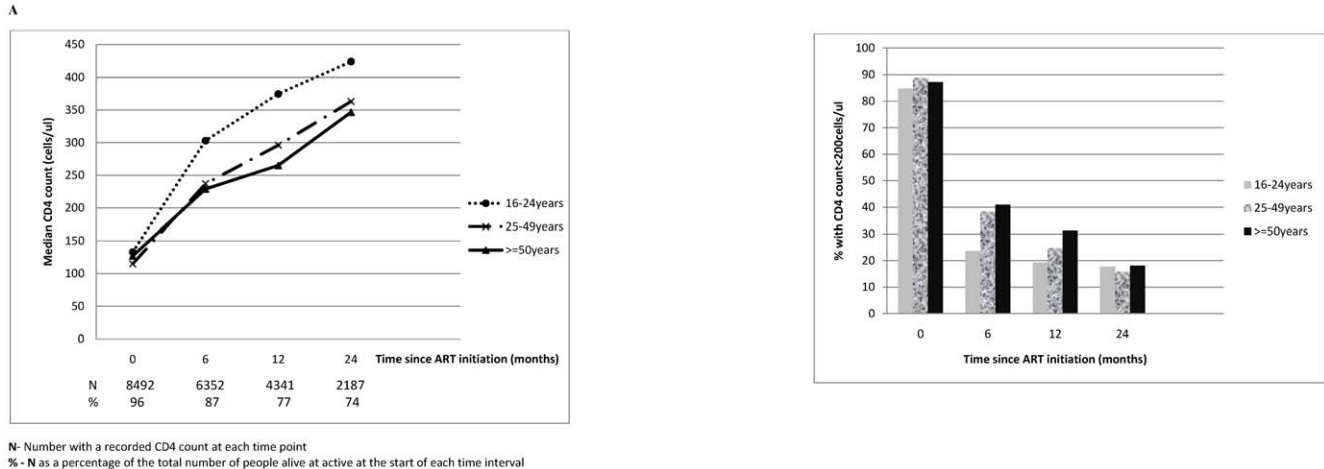 A
450
400
350
300
250
200
150
100
50
0
Median CD4 count (cells/ul)
16-24years
25-49years
>=50years
0 6 12 24 Time since ART initiation (months)
N 8492 6352 4341 2187
% 96 87 77 74
N- Number with a recorded CD4 count at each time point
% - N as a percentage of the total number of people alive at active at the start of each time interval
100
90
80
70
60
50
40
30
20
10
0
% with CD4 count<200cells/ul
16-24years
25-49years
>=50years
0 6 12 24
Time since ART initiation (months)